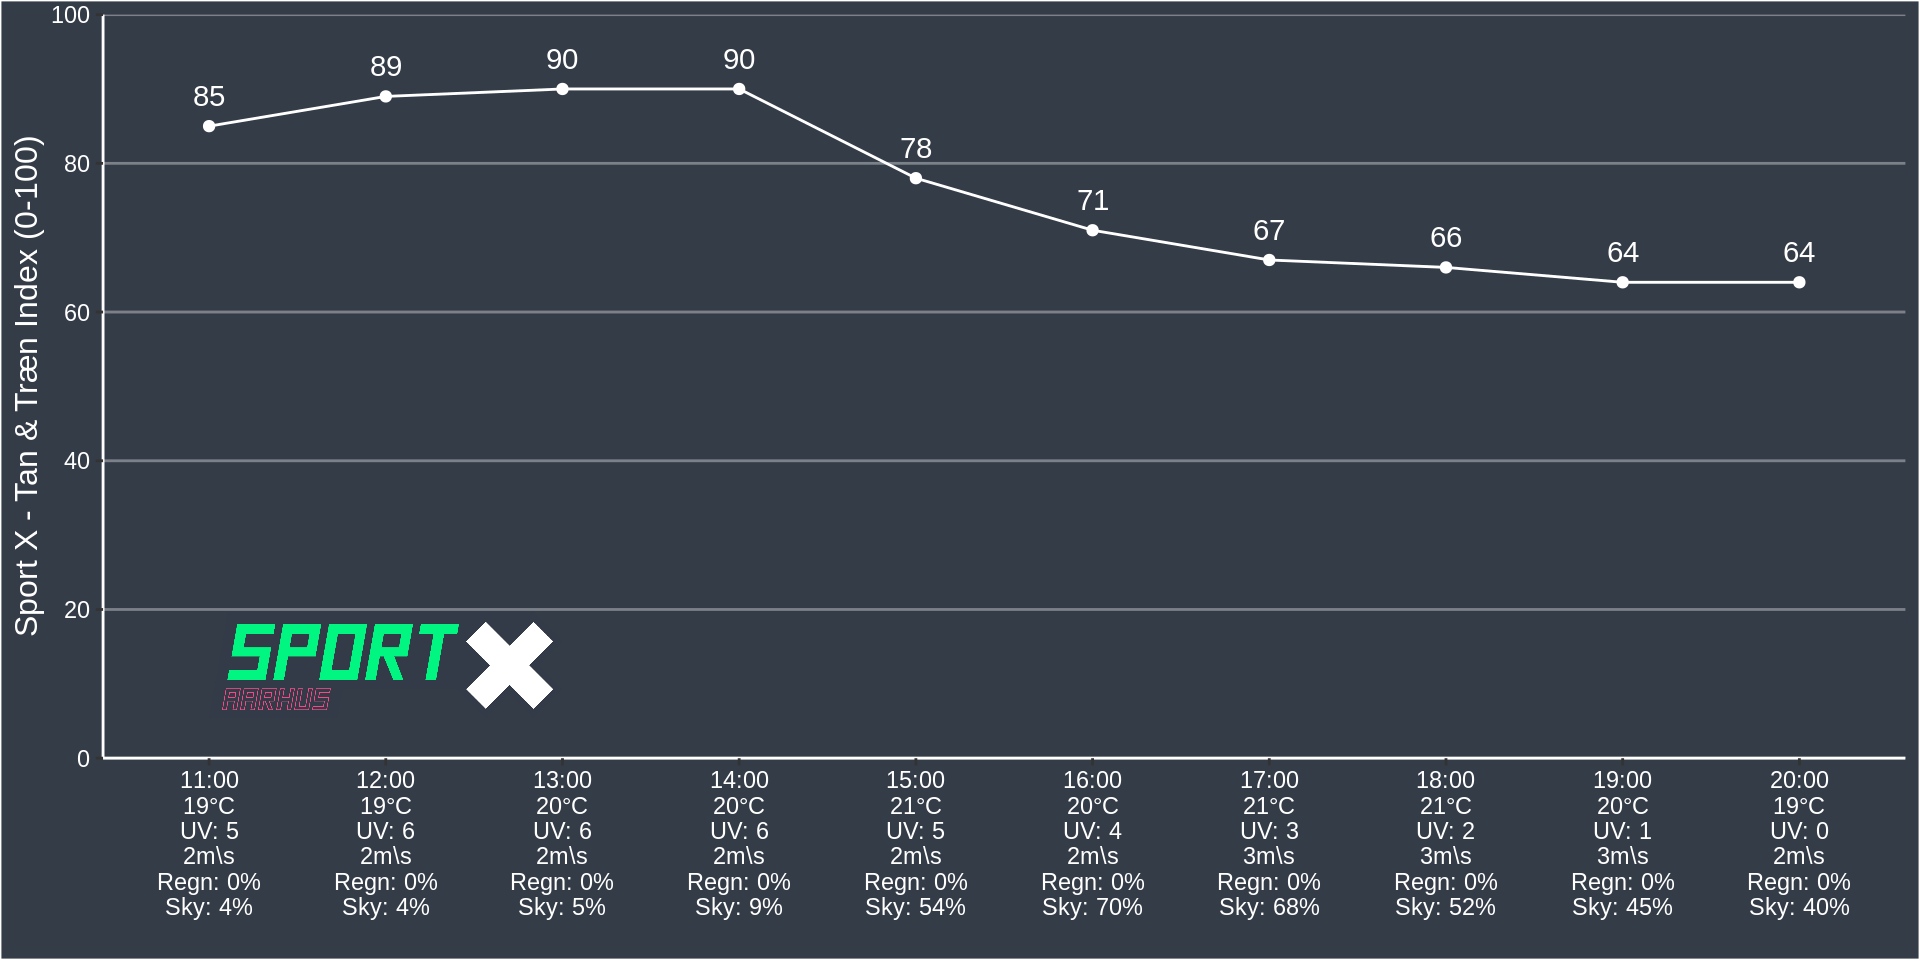 Sport X - Tan & Træn Index (0-100)
100
80
60
40
20
0
85
89
90
90
78
71
67
66
64
64
SPORT X
AARHUS
11:00
19°C
UV: 5
2m\s
Regn: 0%
Sky: 4%
12:00
19°C
UV: 6
2m\s
Regn: 0%
Sky: 4%
13:00
20°C
UV: 6
2m\s
Regn: 0%
Sky: 5%
14:00
20°C
UV: 6
2m\s
Regn: 0%
Sky: 9%
15:00
21°C
UV: 5
2m\s
Regn: 0%
Sky: 54%
16:00
20°C
UV: 4
2m\s
Regn: 0%
Sky: 70%
17:00
21°C
UV: 3
3m\s
Regn: 0%
Sky: 68%
18:00
21°C
UV: 2
3m\s
Regn: 0%
Sky: 52%
19:00
20°C
UV: 1
3m\s
Regn: 0%
Sky: 45%
20:00
19°C
UV: 0
2m\s
Regn: 0%
Sky: 40%